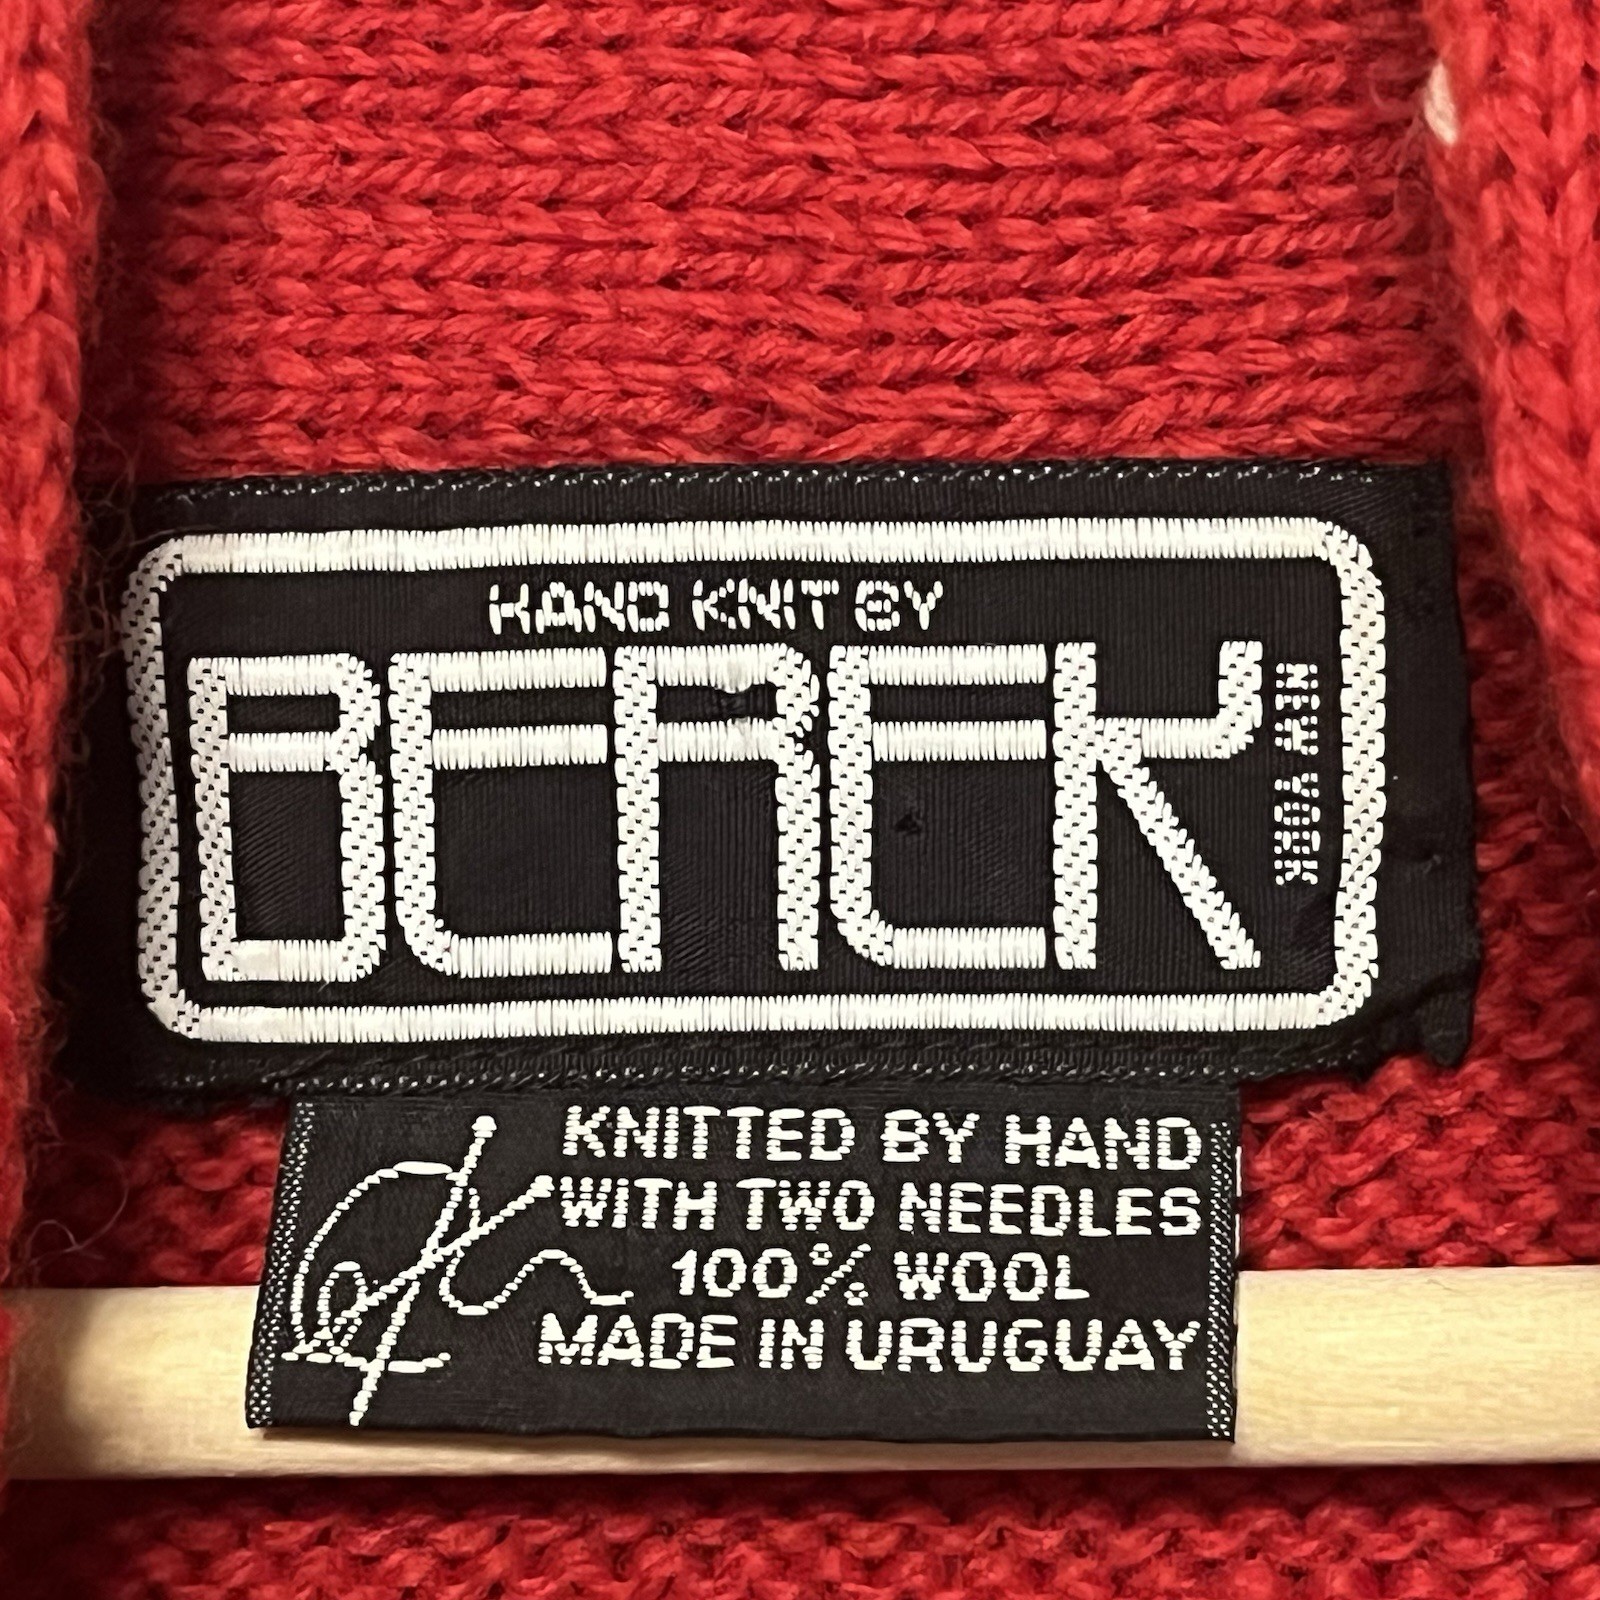 HAND KNIT BY
BEREK
NEW YORK
KNITTED BY HAND
WITH TWO NEEDLES
100% WOOL
MADE IN URUGUAY